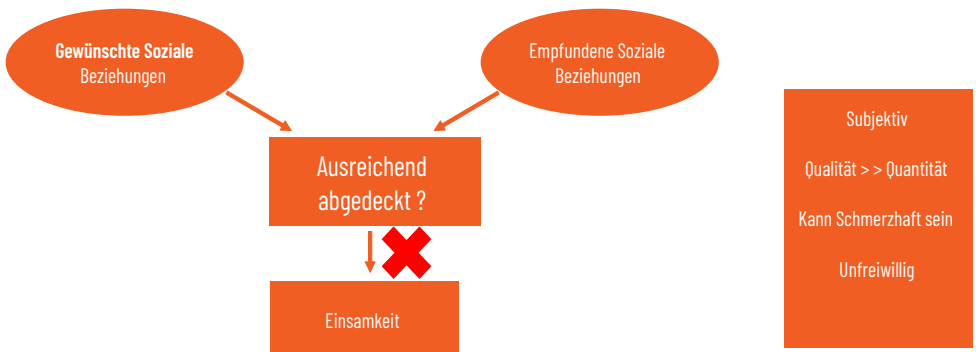 Gewünschte Soziale
Beziehungen
Empfundene Soziale
Beziehungen
Ausreichend
abgedeckt ?
Einsamkeit
Subjektiv
Qualität > > Quantität
Kann Schmerzhaft sein
Unfreiwillig